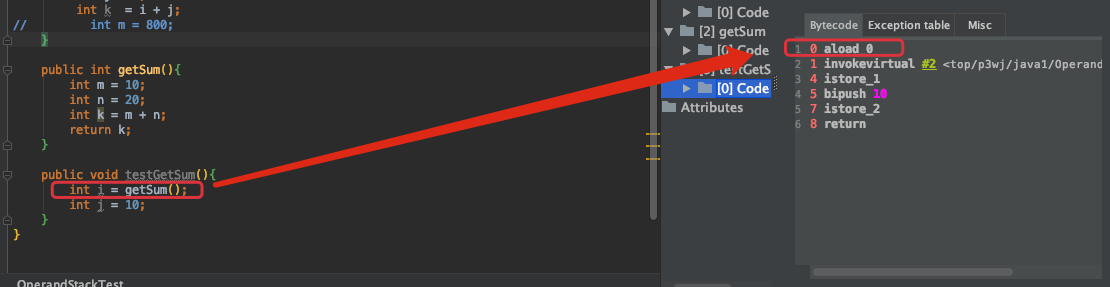 int k = i + j;
// int m = 800;
}
public int getSum(){
int m = 10;
int n = 20;
int k = m + n;
return k;
}
public void testGetSum(){
int i = getSum();
int j = 10;
}
}
OperandStackTest
[0] Code
[2] getSum
[0] Code
testGetS
[0] Code
Attributes
Bytecode Exception table Misc
1 0 aload_0
2 1 invokevirtual #2 <top/p3wj/java1/Operand
3 4 istore_1
4 5 bipush 10
5 7 istore_2
6 8 return